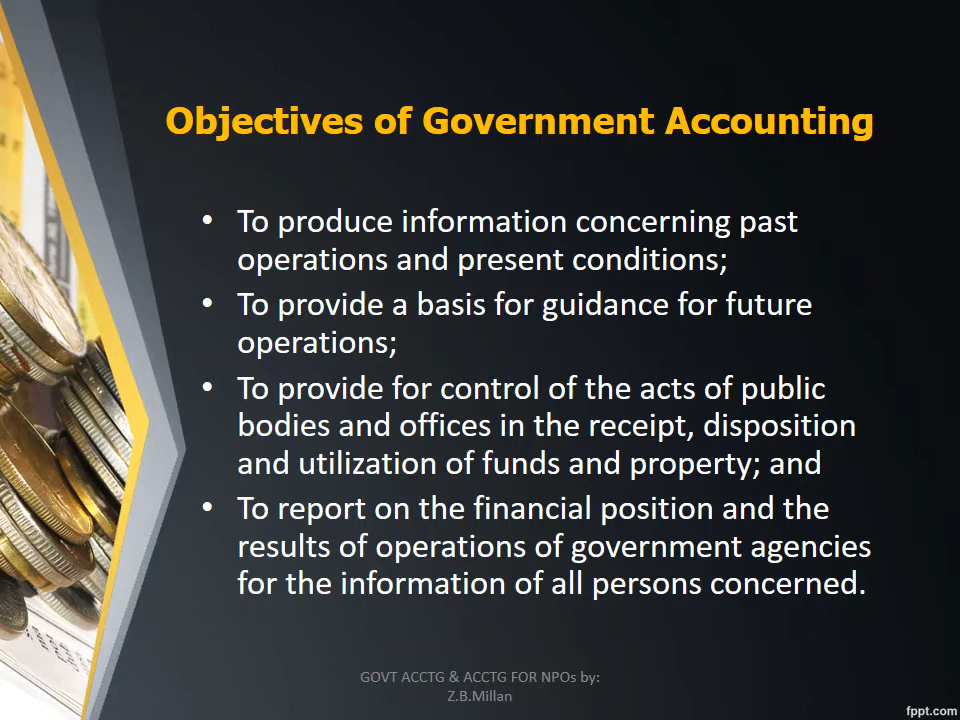 Objectives of Government Accounting
• To produce information concerning past
operations and present conditions;
• To provide a basis for guidance for future
operations;
• To provide for control of the acts of public
bodies and offices in the receipt, disposition
and utilization of funds and property; and
• To report on the financial position and the
results of operations of government agencies
for the information of all persons concerned.
GOVT ACCTG & ACCTG FOR NPOs by:
Z.B.Millan
fppt.com